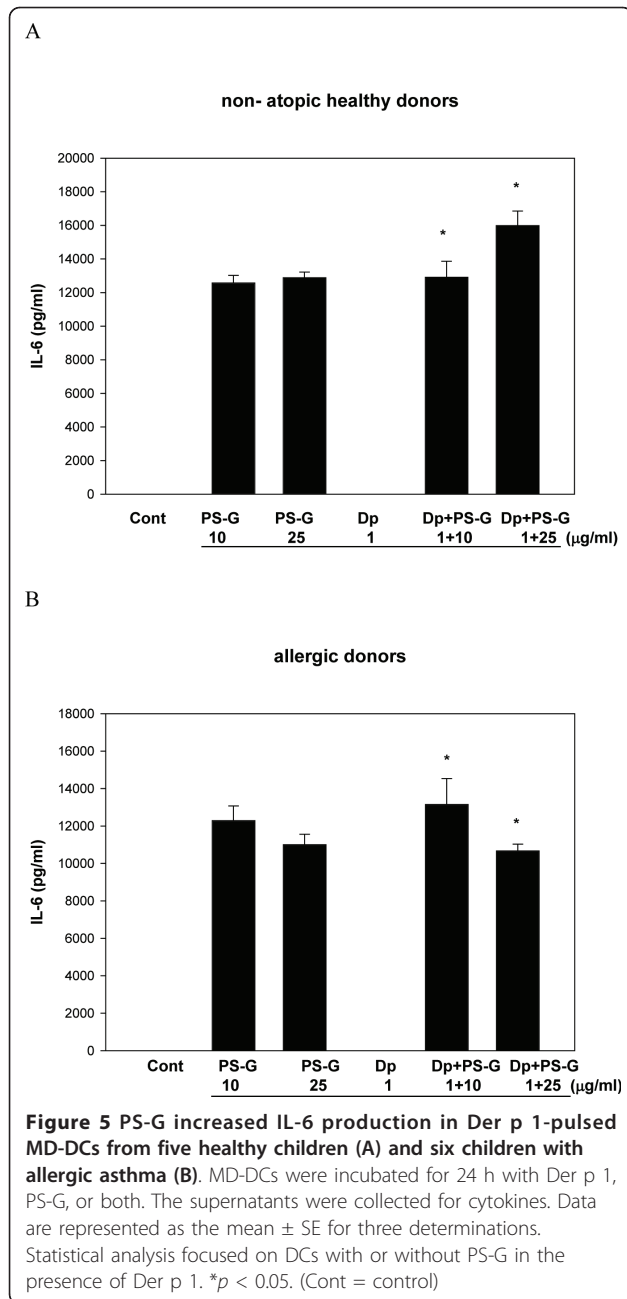 A
non- atopic healthy donors
20000
18000
16000
14000
12000
10000
8000
6000
4000
2000
0
IL-6 (pg/ml)
* *
Cont PS-G PS-G Dp Dp+PS-G Dp+PS-G
10 25 1 1+10 1+25 (μg/ml)
B
allergic donors
18000
16000
14000
12000
10000
8000
6000
4000
2000
0
IL-6 (pg/ml)
* *
Cont PS-G PS-G Dp Dp+PS-G Dp+PS-G
10 25 1 1+10 1+25 (μg/ml)
Figure 5 PS-G increased IL-6 production in Der p 1-pulsed
MD-DCs from five healthy children (A) and six children with
allergic asthma (B). MD-DCs were incubated for 24 h with Der p 1,
PS-G, or both. The supernatants were collected for cytokines. Data
are represented as the mean ± SE for three determinations.
Statistical analysis focused on DCs with or without PS-G in the
presence of Der p 1. *p < 0.05. (Cont = control)